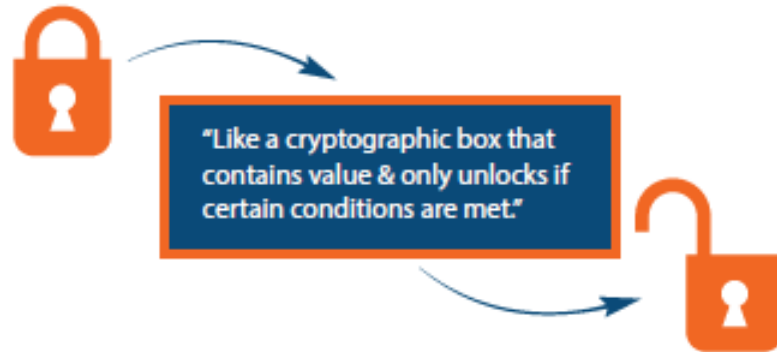 “Like a cryptographic box that
contains value & only unlocks if
certain conditions are met.”